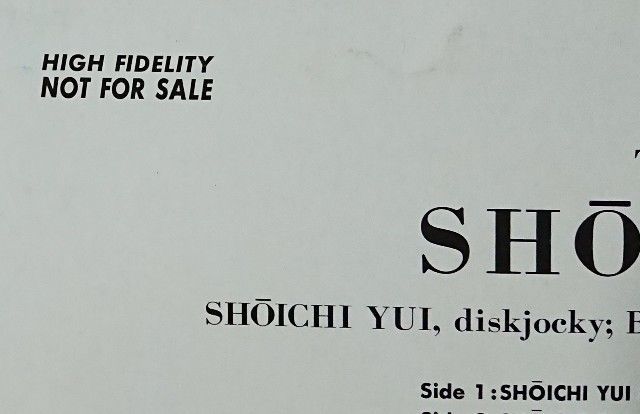 HIGH FIDELITY
NOT FOR SALE
SHŌ
SHŌICHI YUI, diskjocky;
Side 1:SHŌICHI YUI